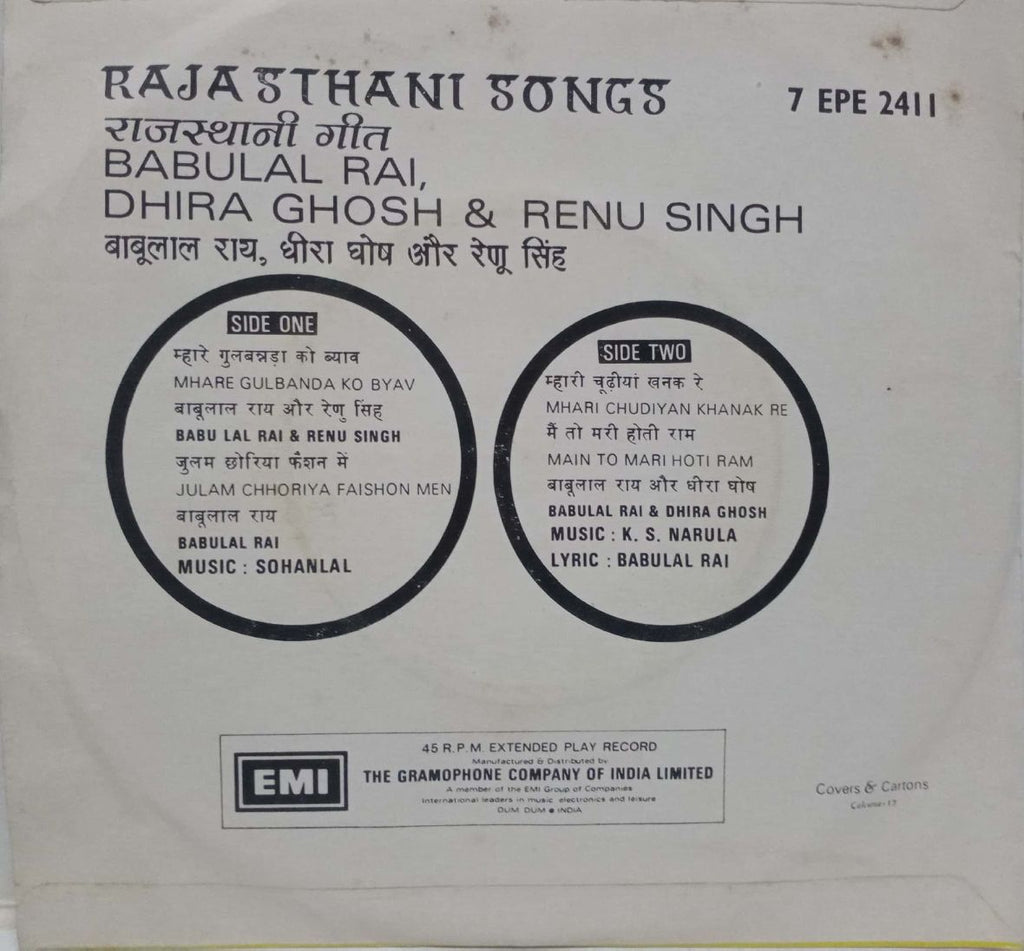 RAJASTHANI SONGS
7 EPE 2411
राजस्थानी गीत
BABULAL RAI,
DHIRA GHOSH & RENU SINGH
बाबूलाल राय, धीरा घोष और रेणू सिंह
SIDE ONE
म्हारे गुलबन्नड़ा को ब्याव
MHARE GULBANDA KO BYAV
बाबूलाल राय और रेणु सिंह
BABU LAL RAI & RENU SINGH
जुलम छोरिया फैशन में
JULAM CHHORIYA FAISHON MEN
बाबूलाल राय
BABULAL RAI
MUSIC : SOHANLAL
SIDE TWO
म्हारी चूढ़ीयां खनक रे
MHARI CHUDIYAN KHANAK RE
मैं तो मरी होती राम
MAIN TO MARI HOTI RAM
बाबूलाल राय और धीरा घोष
BABULAL RAI & DHIRA GHOSH
MUSIC : K. S. NARULA
LYRIC : BABULAL RAI
EMI
45 R.P.M. EXTENDED PLAY RECORD
Manufactured & Distributed by
THE GRAMOPHONE COMPANY OF INDIA LIMITED
A member of the EMI Group of Companies
International leaders in music electronics and leisure
DUM DUM ● INDIA
Covers & Cartons